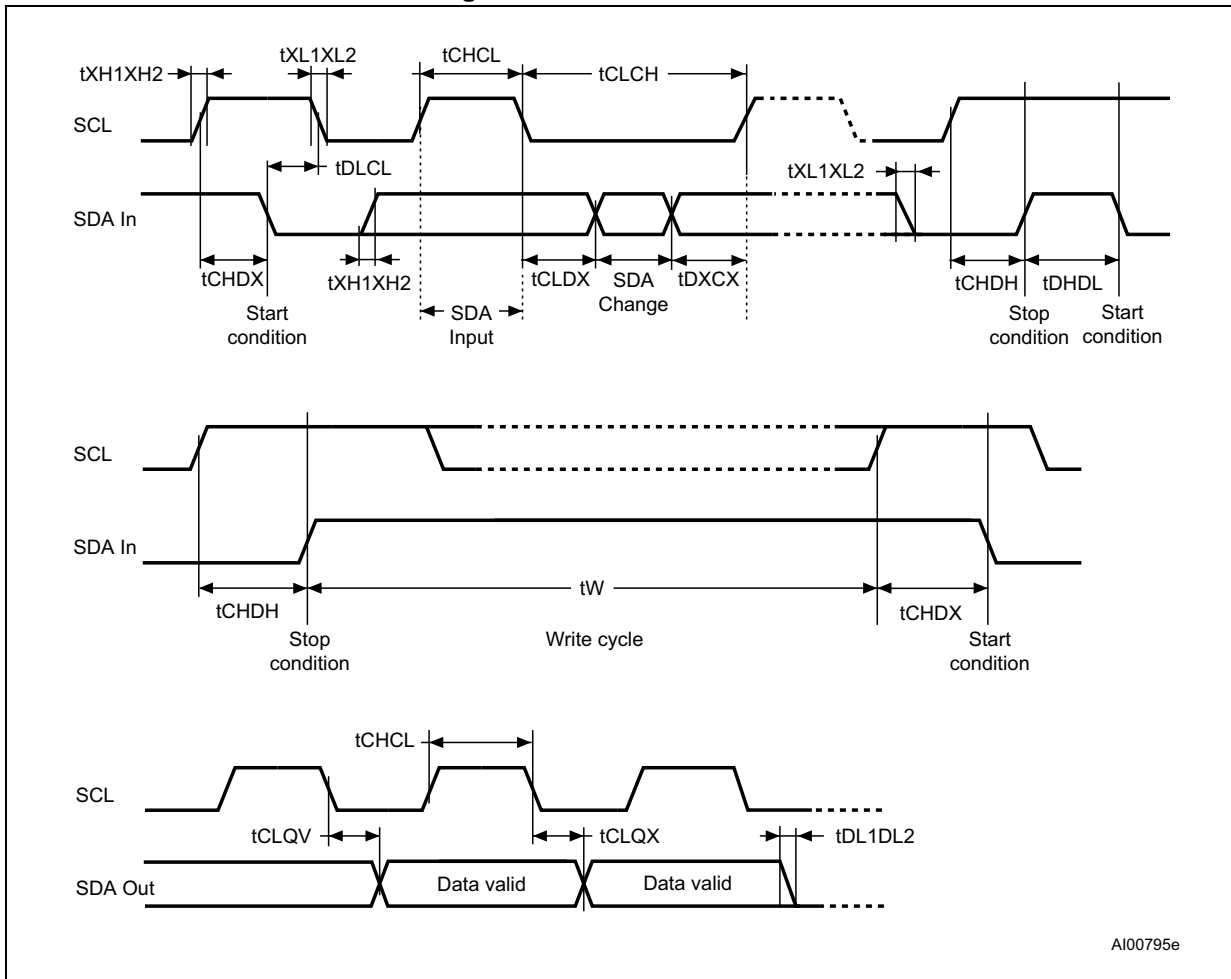 tXH1XH2
tXL1XL2
tCHCL
tCLCH
SCL
tDLCL
tXL1XL2
SDA In
tCHDX
tXH1XH2
tCLDX
SDA
Change
tDXCX
tCHDH
tDHDL
Start
condition
SDA
Input
Stop
condition
Start
condition
SCL
SDA In
tCHDH
tW
tCHDX
Stop
condition
Write cycle
Start
condition
tCHCL
SCL
tCLQV
tCLQX
tDL1DL2
SDA Out
Data valid
Data valid
AI00795e